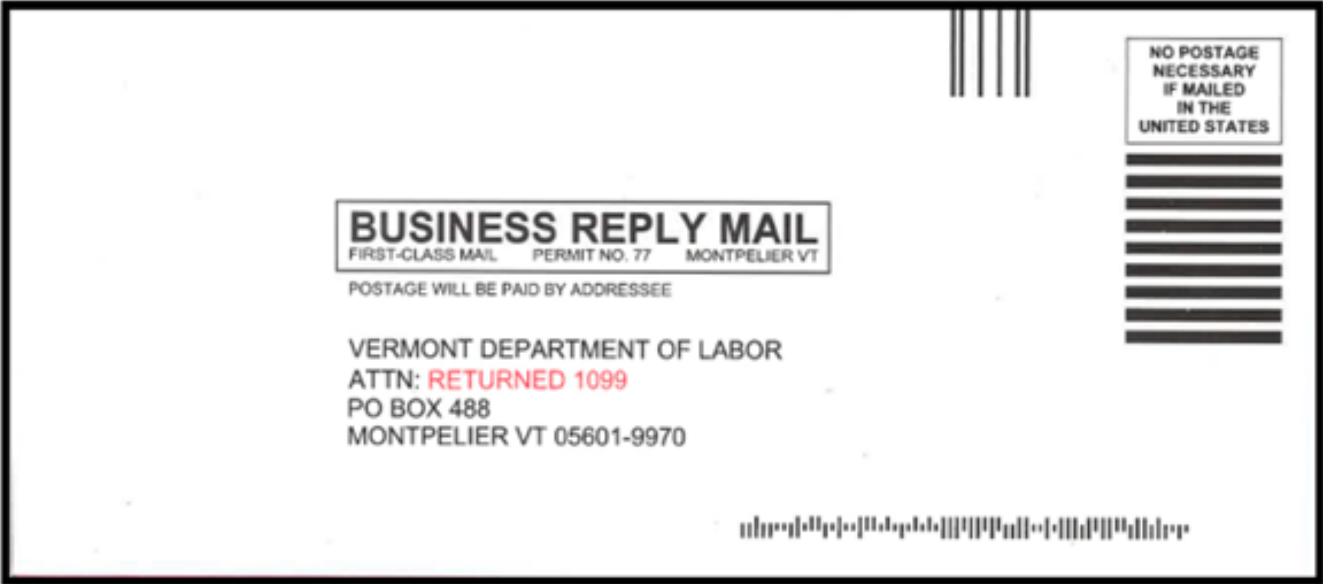 NO POSTAGE
NECESSARY
IF MAILED
IN THE
UNITED STATES
BUSINESS REPLY MAIL
FIRST-CLASS MAIL PERMIT NO. 77 MONTPELIER VT
POSTAGE WILL BE PAID BY ADDRESSEE
VERMONT DEPARTMENT OF LABOR
ATTN: RETURNED 1099
PO BOX 488
MONTPELIER VT 05601-9970